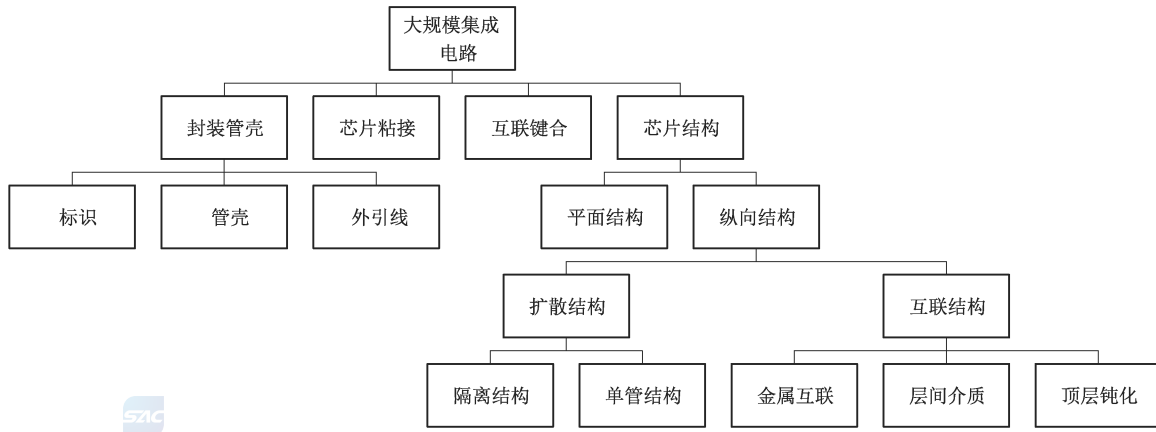 大规模集成
电路
封装管壳
芯片粘接
互联键合
芯片结构
标识
管壳
外引线
平面结构
纵向结构
扩散结构
互联结构
隔离结构
单管结构
金属互联
层间介质
顶层钝化
SAC